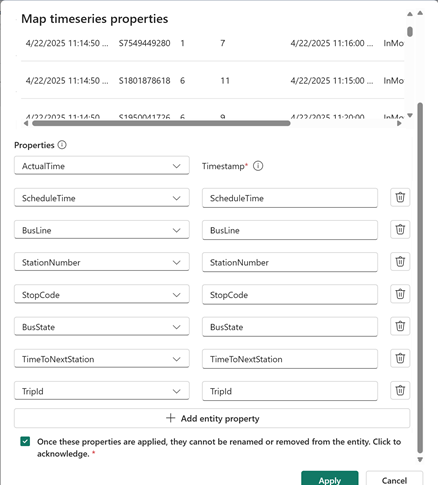 Map timeseries properties
4/22/2025 11:14:50 ... S7549449280 1 7 4/22/2025 11:16:00 ... InMo
4/22/2025 11:14:50 ... S1801878618 6 11 4/22/2025 11:15:00 ... InMo
4/22/2025 11:14:50 S1950041726 6 9 4/22/2025 11:20:00 InMo
Properties
ActualTime Timestamp*
ScheduleTime ScheduleTime
BusLine BusLine
StationNumber StationNumber
StopCode StopCode
BusState BusState
TimeToNextStation TimeToNextStation
TripId TripId
+ Add entity property
Once these properties are applied, they cannot be renamed or removed from the entity. Click to
acknowledge. *
Apply Cancel